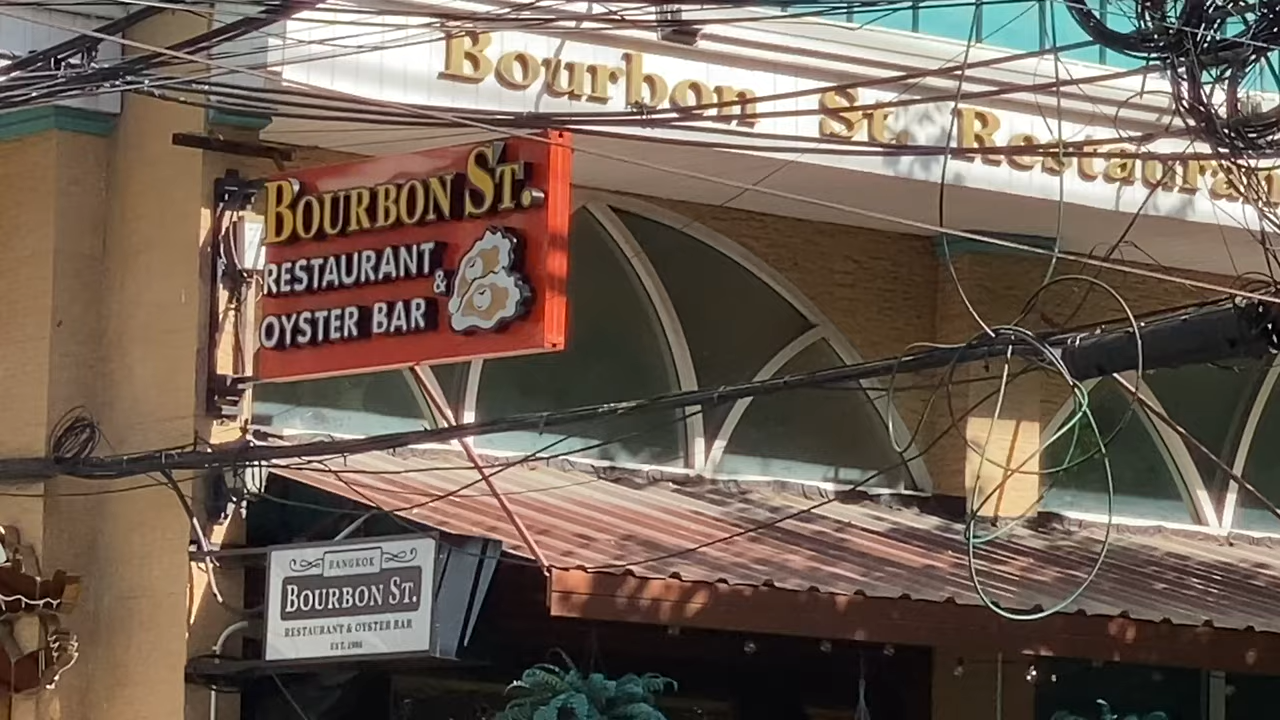 Bourbon St. Restaurant
BOURBON ST.
RESTAURANT
&
OYSTER BAR
BANGKOK
BOURBON ST.
RESTAURANT & OYSTER BAR
EST. 1986